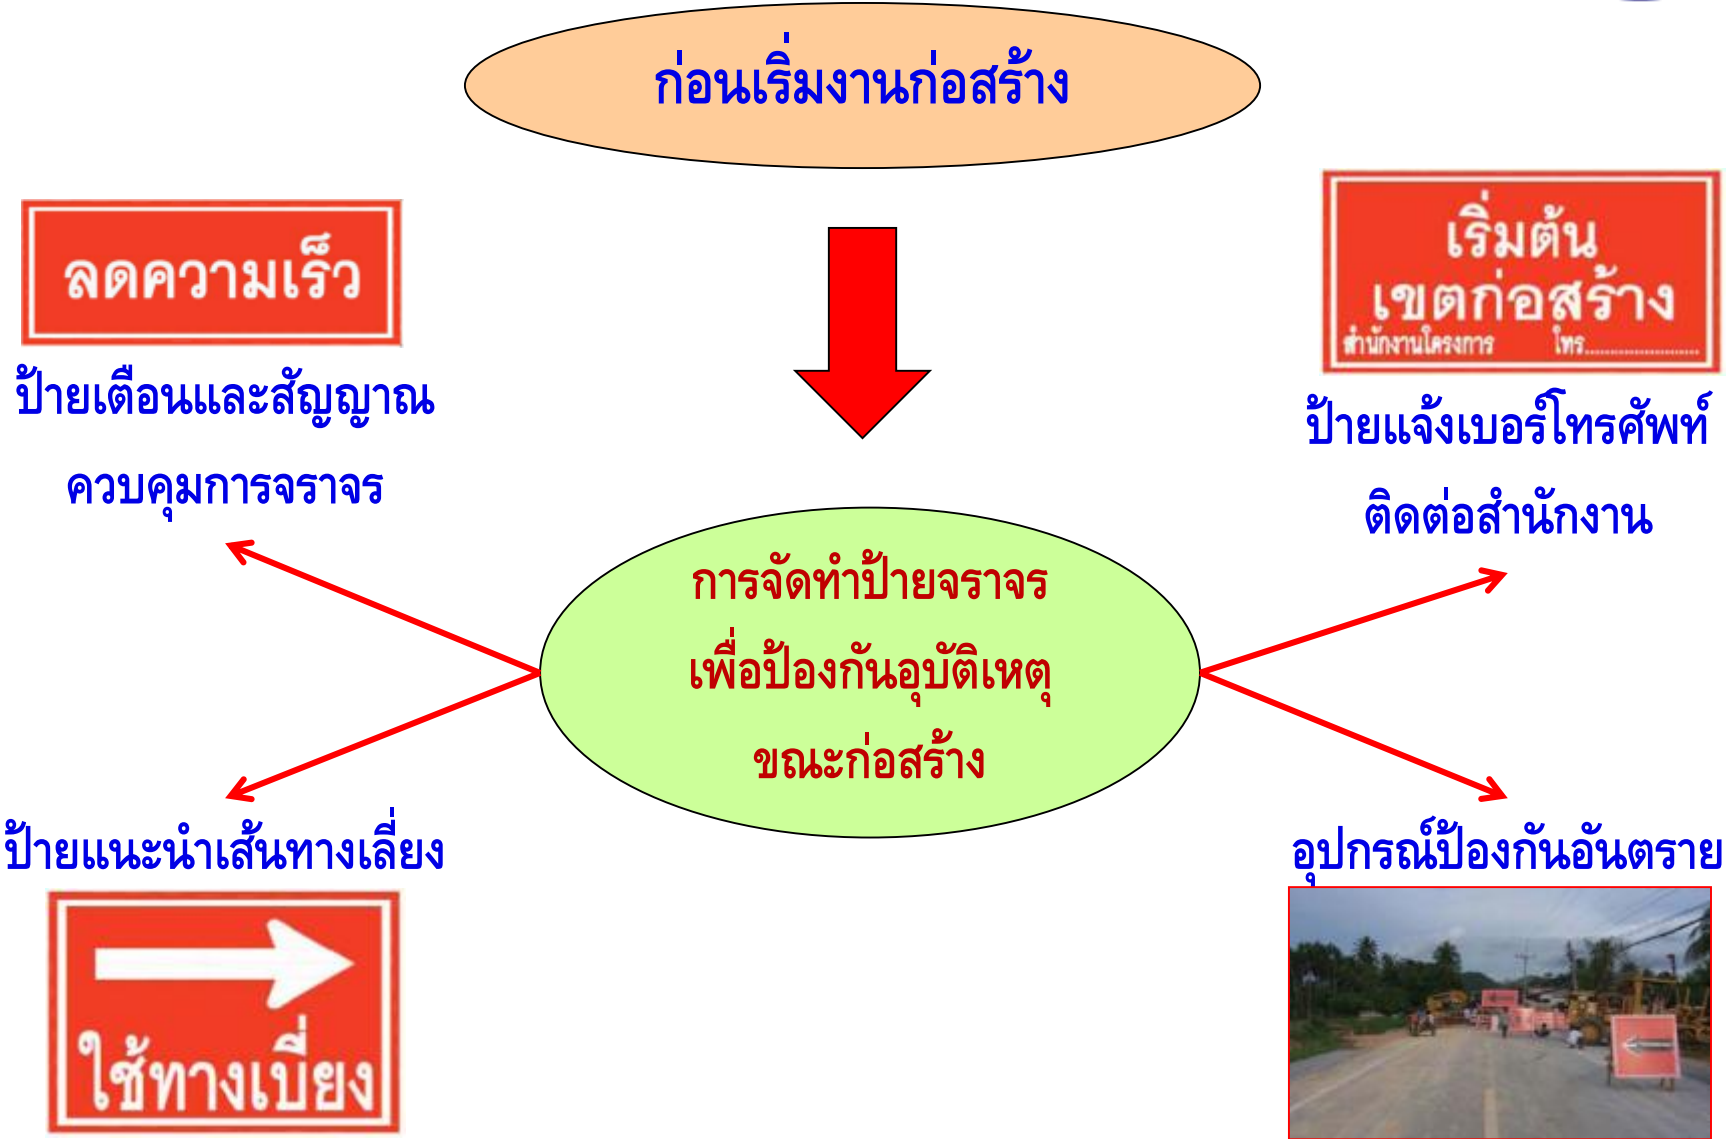 ก่อนเริ่มงานก่อสร้าง
ลดความเร็ว
ป้ายเตือนและสัญญาณ
ควบคุมการจราจร
เริ่มต้น
เขตก่อสร้าง
สำนักงานโครงการ โทร........................
ป้ายแจ้งเบอร์โทรศัพท์
ติดต่อสำนักงาน
การจัดทำป้ายจราจร
เพื่อป้องกันอุบัติเหตุ
ขณะก่อสร้าง
ป้ายแนะนำเส้นทางเลี่ยง
ใช้ทางเบี่ยง
อุปกรณ์ป้องกันอันตราย